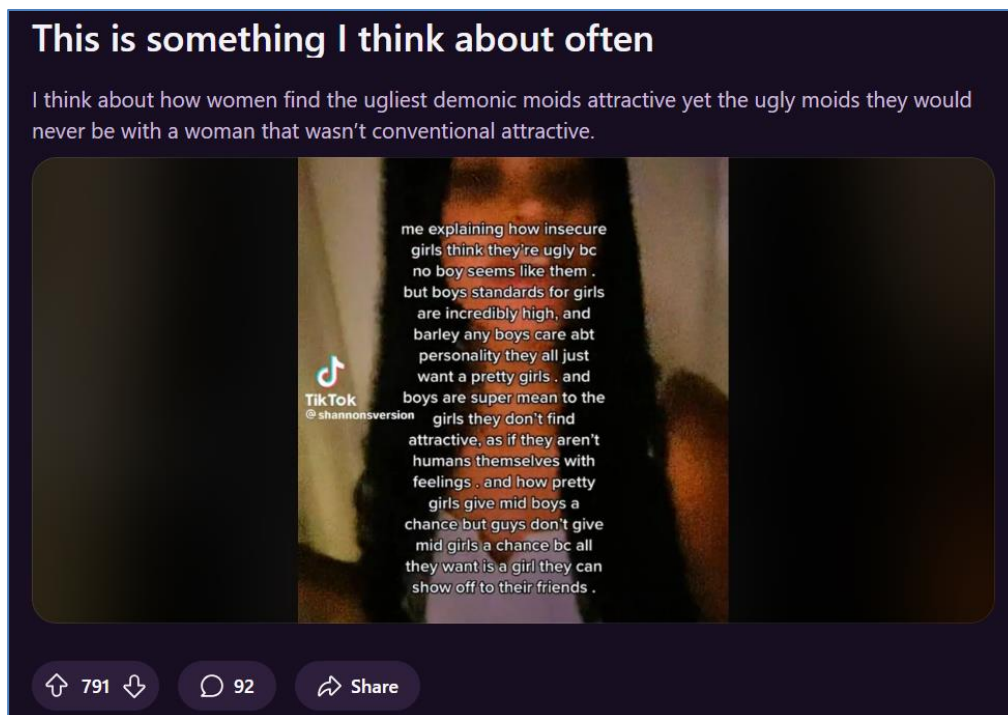 This is something I think about often
I think about how women find the ugliest demonic moids attractive yet the ugly moids they would
never be with a woman that wasn’t conventional attractive.
me explaining how insecure
girls think they’re ugly bc
no boy seems like them .
but boys standards for girls
are incredibly high, and
barley any boys care abt
personality they all just
want a pretty girls . and
boys are super mean to the
girls they don’t find
attractive, as if they aren’t
humans themselves with
feelings . and how pretty
girls give mid boys a
chance but guys don’t give
mid girls a chance bc all
they want is a girl they can
show off to their friends .
TikTok
@shannonsversion
791
92
Share